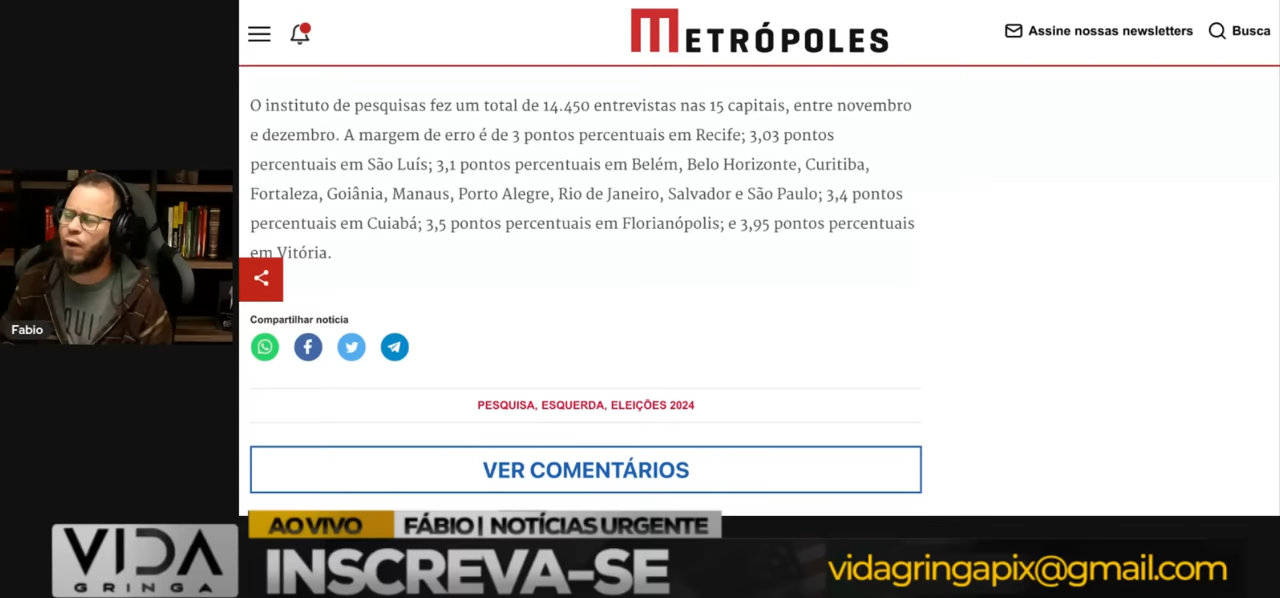 METRÓPOLES
Assine nossas newsletters
Busca
O instituto de pesquisas fez um total de 14.450 entrevistas nas 15 capitais, entre novembro
e dezembro. A margem de erro é de 3 pontos percentuais em Recife; 3,03 pontos
percentuais em São Luís; 3,1 pontos percentuais em Belém, Belo Horizonte, Curitiba,
Fortaleza, Goiânia, Manaus, Porto Alegre, Rio de Janeiro, Salvador e São Paulo; 3,4 pontos
percentuais em Cuiabá; 3,5 pontos percentuais em Florianópolis; e 3,95 pontos percentuais
em Vitória.
Fabio
Compartilhar notícia
PESQUISA, ESQUERDA, ELEIÇÕES 2024
VER COMENTÁRIOS
AO VIVO FÁBIO | NOTÍCIAS URGENTE
VIDA
GRINGA
INSCREVA-SE
vidagringapix@gmail.com